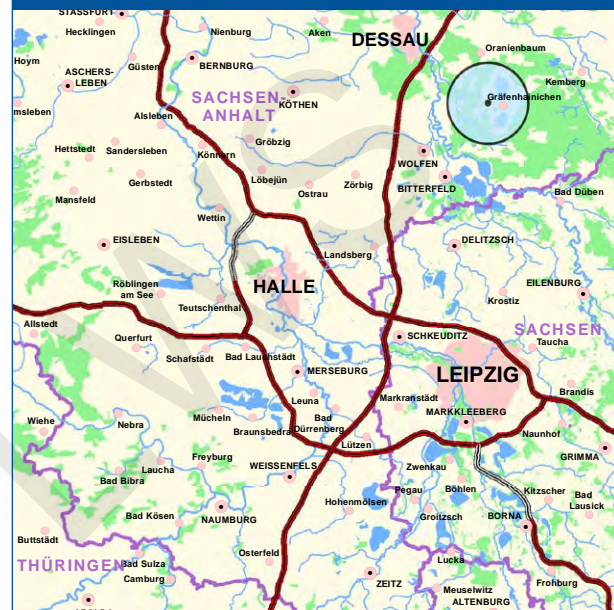 STASSFURT
Hecklingen
Nienburg
Aken
DESSAU
Oranienbaum
Hoym
Güsten
BERNBURG
Kemberg
ASCHERS-
LEBEN
SACHSEN-
ANHALT
KÖTHEN
Gräfenhainichen
Alsleben
Gröbzig
Hettstedt
Sandersleben
Könnern
WOLFEN
Löbejün
Gerbstedt
Ostrau
Zörbig
BITTERFELD
Mansfeld
Bad Düben
Wettin
EISLEBEN
Landsberg
DELITZSCH
Röblingen
am See
HALLE
EILENBURG
Teutschenthal
Krostiz
Allstedt
Querfurt
SCHKEUDITZ
SACHSEN
Taucha
Schafstädt
Bad Lauchstädt
MERSEBURG
LEIPZIG
Leuna
Markranstädt
Brandis
Wiehe
Nebra
Mücheln
Braunsbedra
Bad
Dürrenberg
MARKKLEEBERG
Lützen
Naunhof
Freyburg
Laucha
WEISSENFELS
Zwenkau
GRIMMA
Bad Bibra
Pegau
Böhlen
Kitzscher
Bad
Lausick
Bad Kösen
NAUMBURG
Hohenmölsen
Groitzsch
BORNA
Buttstädt
THÜRINGEN
Bad Sulza
Camburg
Osterfeld
ZEITZ
Lucka
Meuselwitz
Frohburg
ALTENBURG